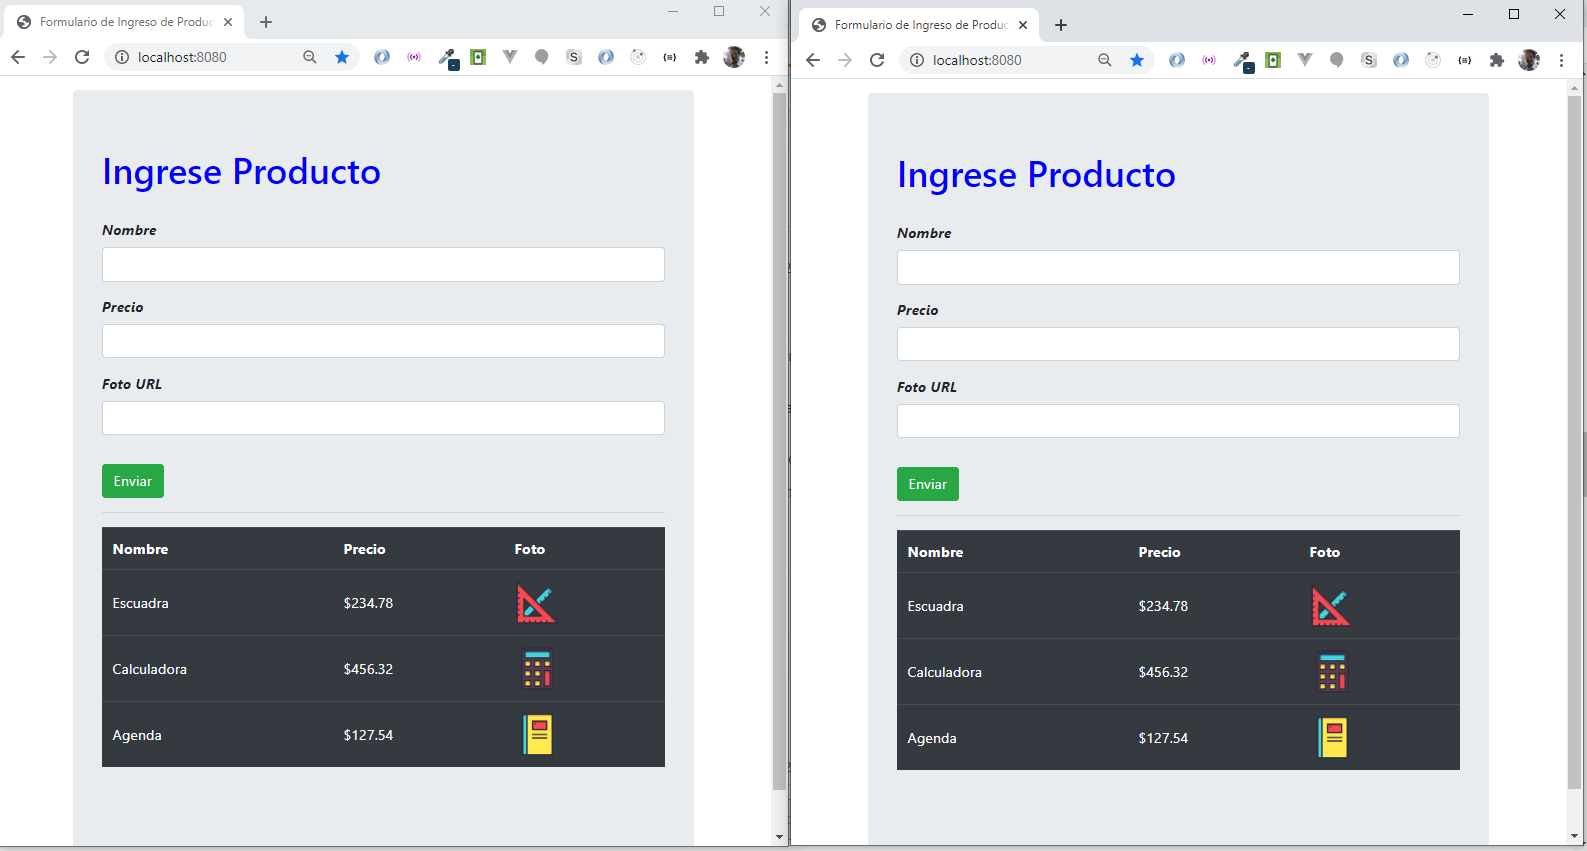 Formulario de Ingreso de Produc
localhost:8080
Ingrese Producto
Nombre
Precio
Foto URL
Enviar
Nombre Precio Foto
Escuadra $234.78
Calculadora $456.32
Agenda $127.54
Formulario de Ingreso de Produc
localhost:8080
Ingrese Producto
Nombre
Precio
Foto URL
Enviar
Nombre Precio Foto
Escuadra $234.78
Calculadora $456.32
Agenda $127.54